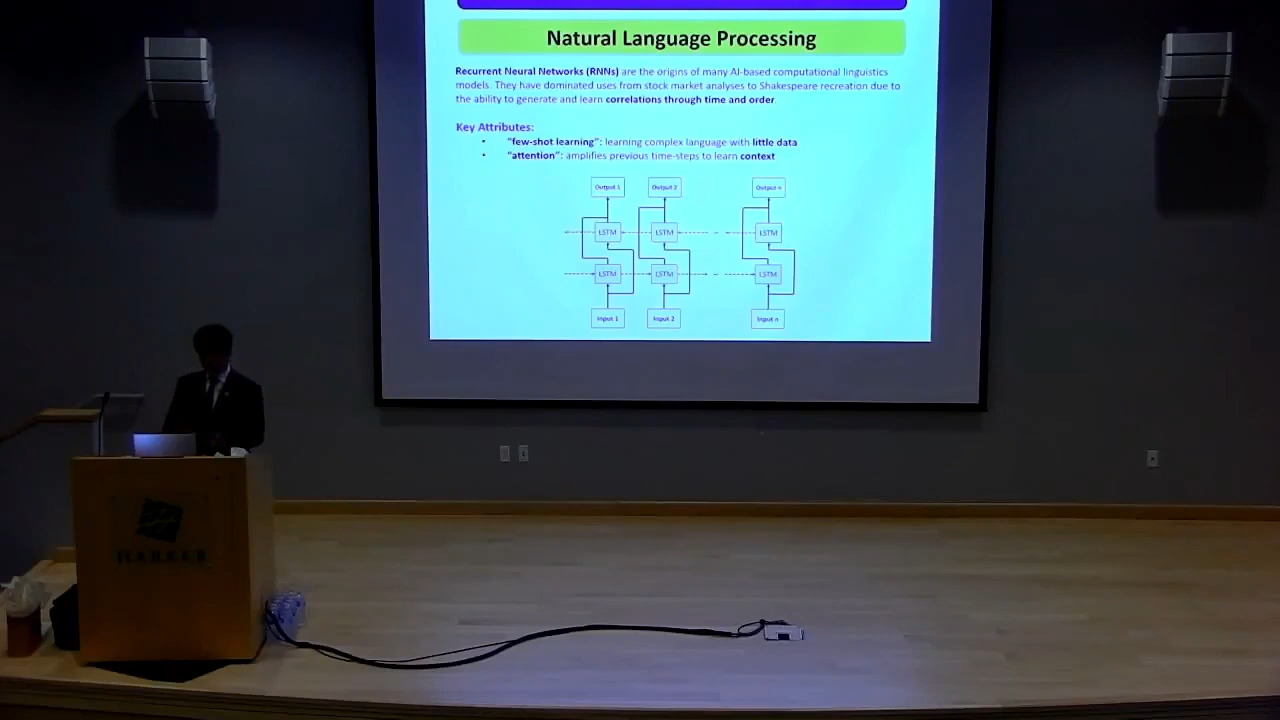 Natural Language Processing
Recurrent Neural Networks (RNNs) are the origins of many AI-based computational linguistics
models. They have dominated uses from stock market analyses to Shakespeare recreation due to
the ability to generate and learn correlations through time and order.
Key Attributes:
• "few-shot learning": learning complex language with little data
• "attention": amplifies previous time-steps to learn context
Output 1 Output 2 Output n
LSTM LSTM ... LSTM
LSTM LSTM ... LSTM
Input 1 Input 2 Input n
HARKER